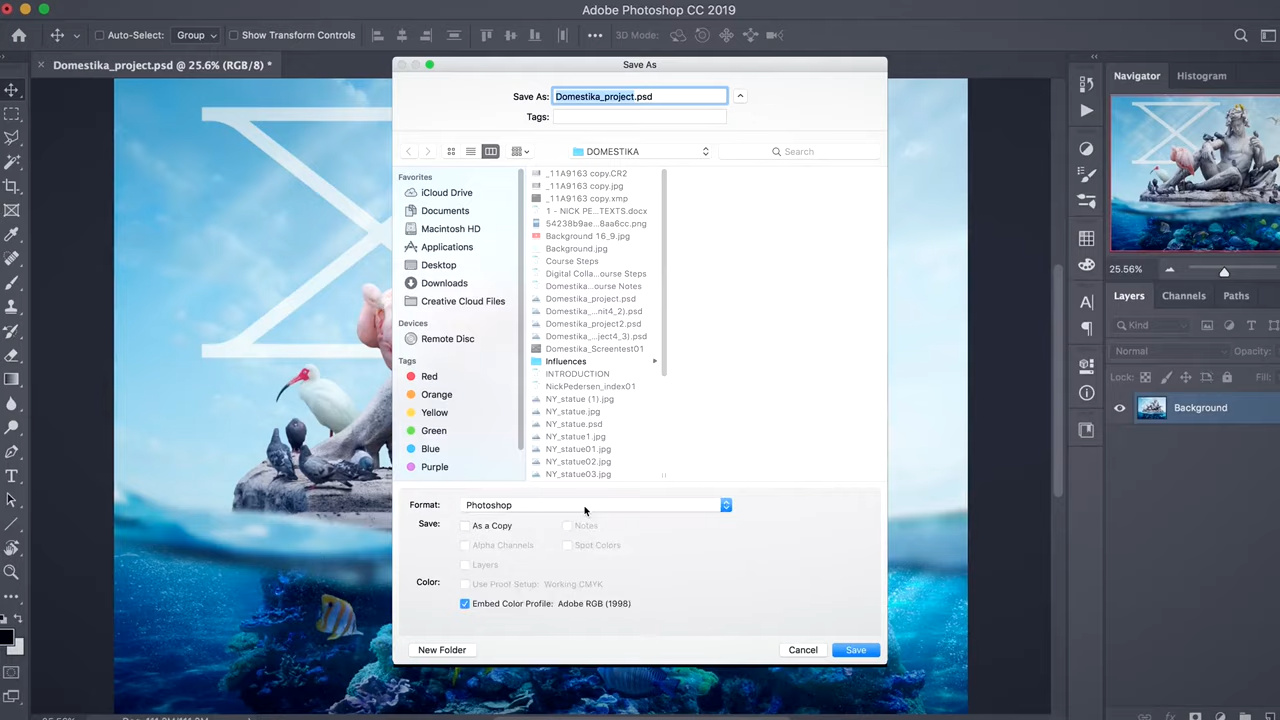 Adobe Photoshop CC 2019
Auto-Select: Group Show Transform Controls 3D Mode:
Domestika_project.psd @ 25.6% (RGB/8) *
Save As
Save As: Domestika_project.psd
Tags:
DOMESTIKA
Search
Favorites
iCloud Drive
Documents
Macintosh HD
Applications
Desktop
Downloads
Creative Cloud Files
Devices
Remote Disc
Tags
Red
Orange
Yellow
Green
Blue
Purple
_11A9163 copy.CR2
_11A9163 copy.jpg
_11A9163 copy.xmp
1 - NICK PE...TEXTS.docx
54238b9ae...8aa6cc.png
Background 16_9.jpg
Background.jpg
Course Steps
Digital Colla...ourse Steps
Domestika...ourse Notes
Domestika_project.psd
Domestika_...nit4_2).psd
Domestika_project2.psd
Domestika_...ject4_3).psd
Domestika_Screentest01
Influences
INTRODUCTION
NickPedersen_index01
NY_statue (1).jpg
NY_statue.jpg
NY_statue.psd
NY_statue1.jpg
NY_statue01.jpg
NY_statue02.jpg
NY_statue03.jpg
Format: Photoshop
Save: As a Copy Notes
Alpha Channels Spot Colors
Layers
Color: Use Proof Setup: Working CMYK
Embed Color Profile: Adobe RGB (1998)
New Folder Cancel Save
Navigator Histogram
25.56%
Layers Channels Paths
Kind
Normal Opacity:
Lock: Fill:
Background